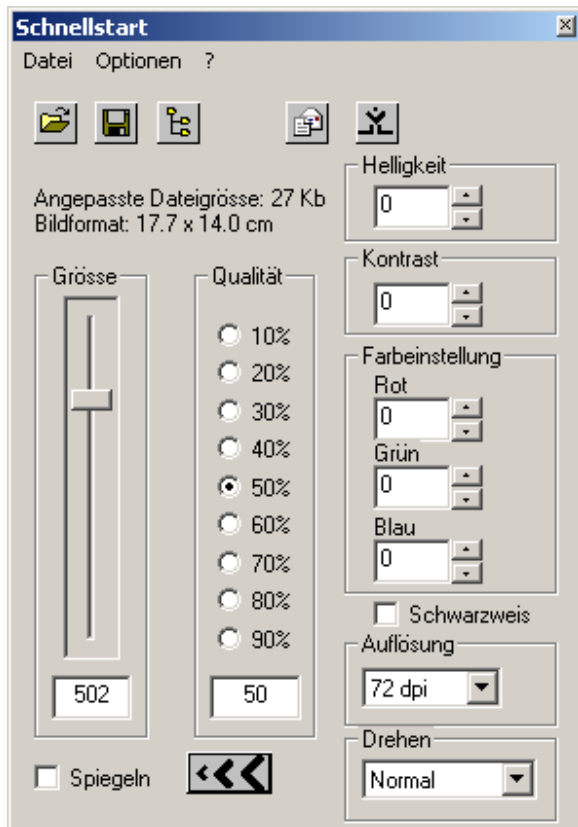 Schnellstart
Datei Optionen ?
Angepasste Dateigrösse: 27 Kb
Bildformat: 17.7 x 14.0 cm
Grösse
502
Qualität
10%
20%
30%
40%
50%
60%
70%
80%
90%
50
Helligkeit
0
Kontrast
0
Farbeinstellung
Rot
0
Grün
0
Blau
0
Schwarzweis
Auflösung
72 dpi
Drehen
Normal
Spiegeln